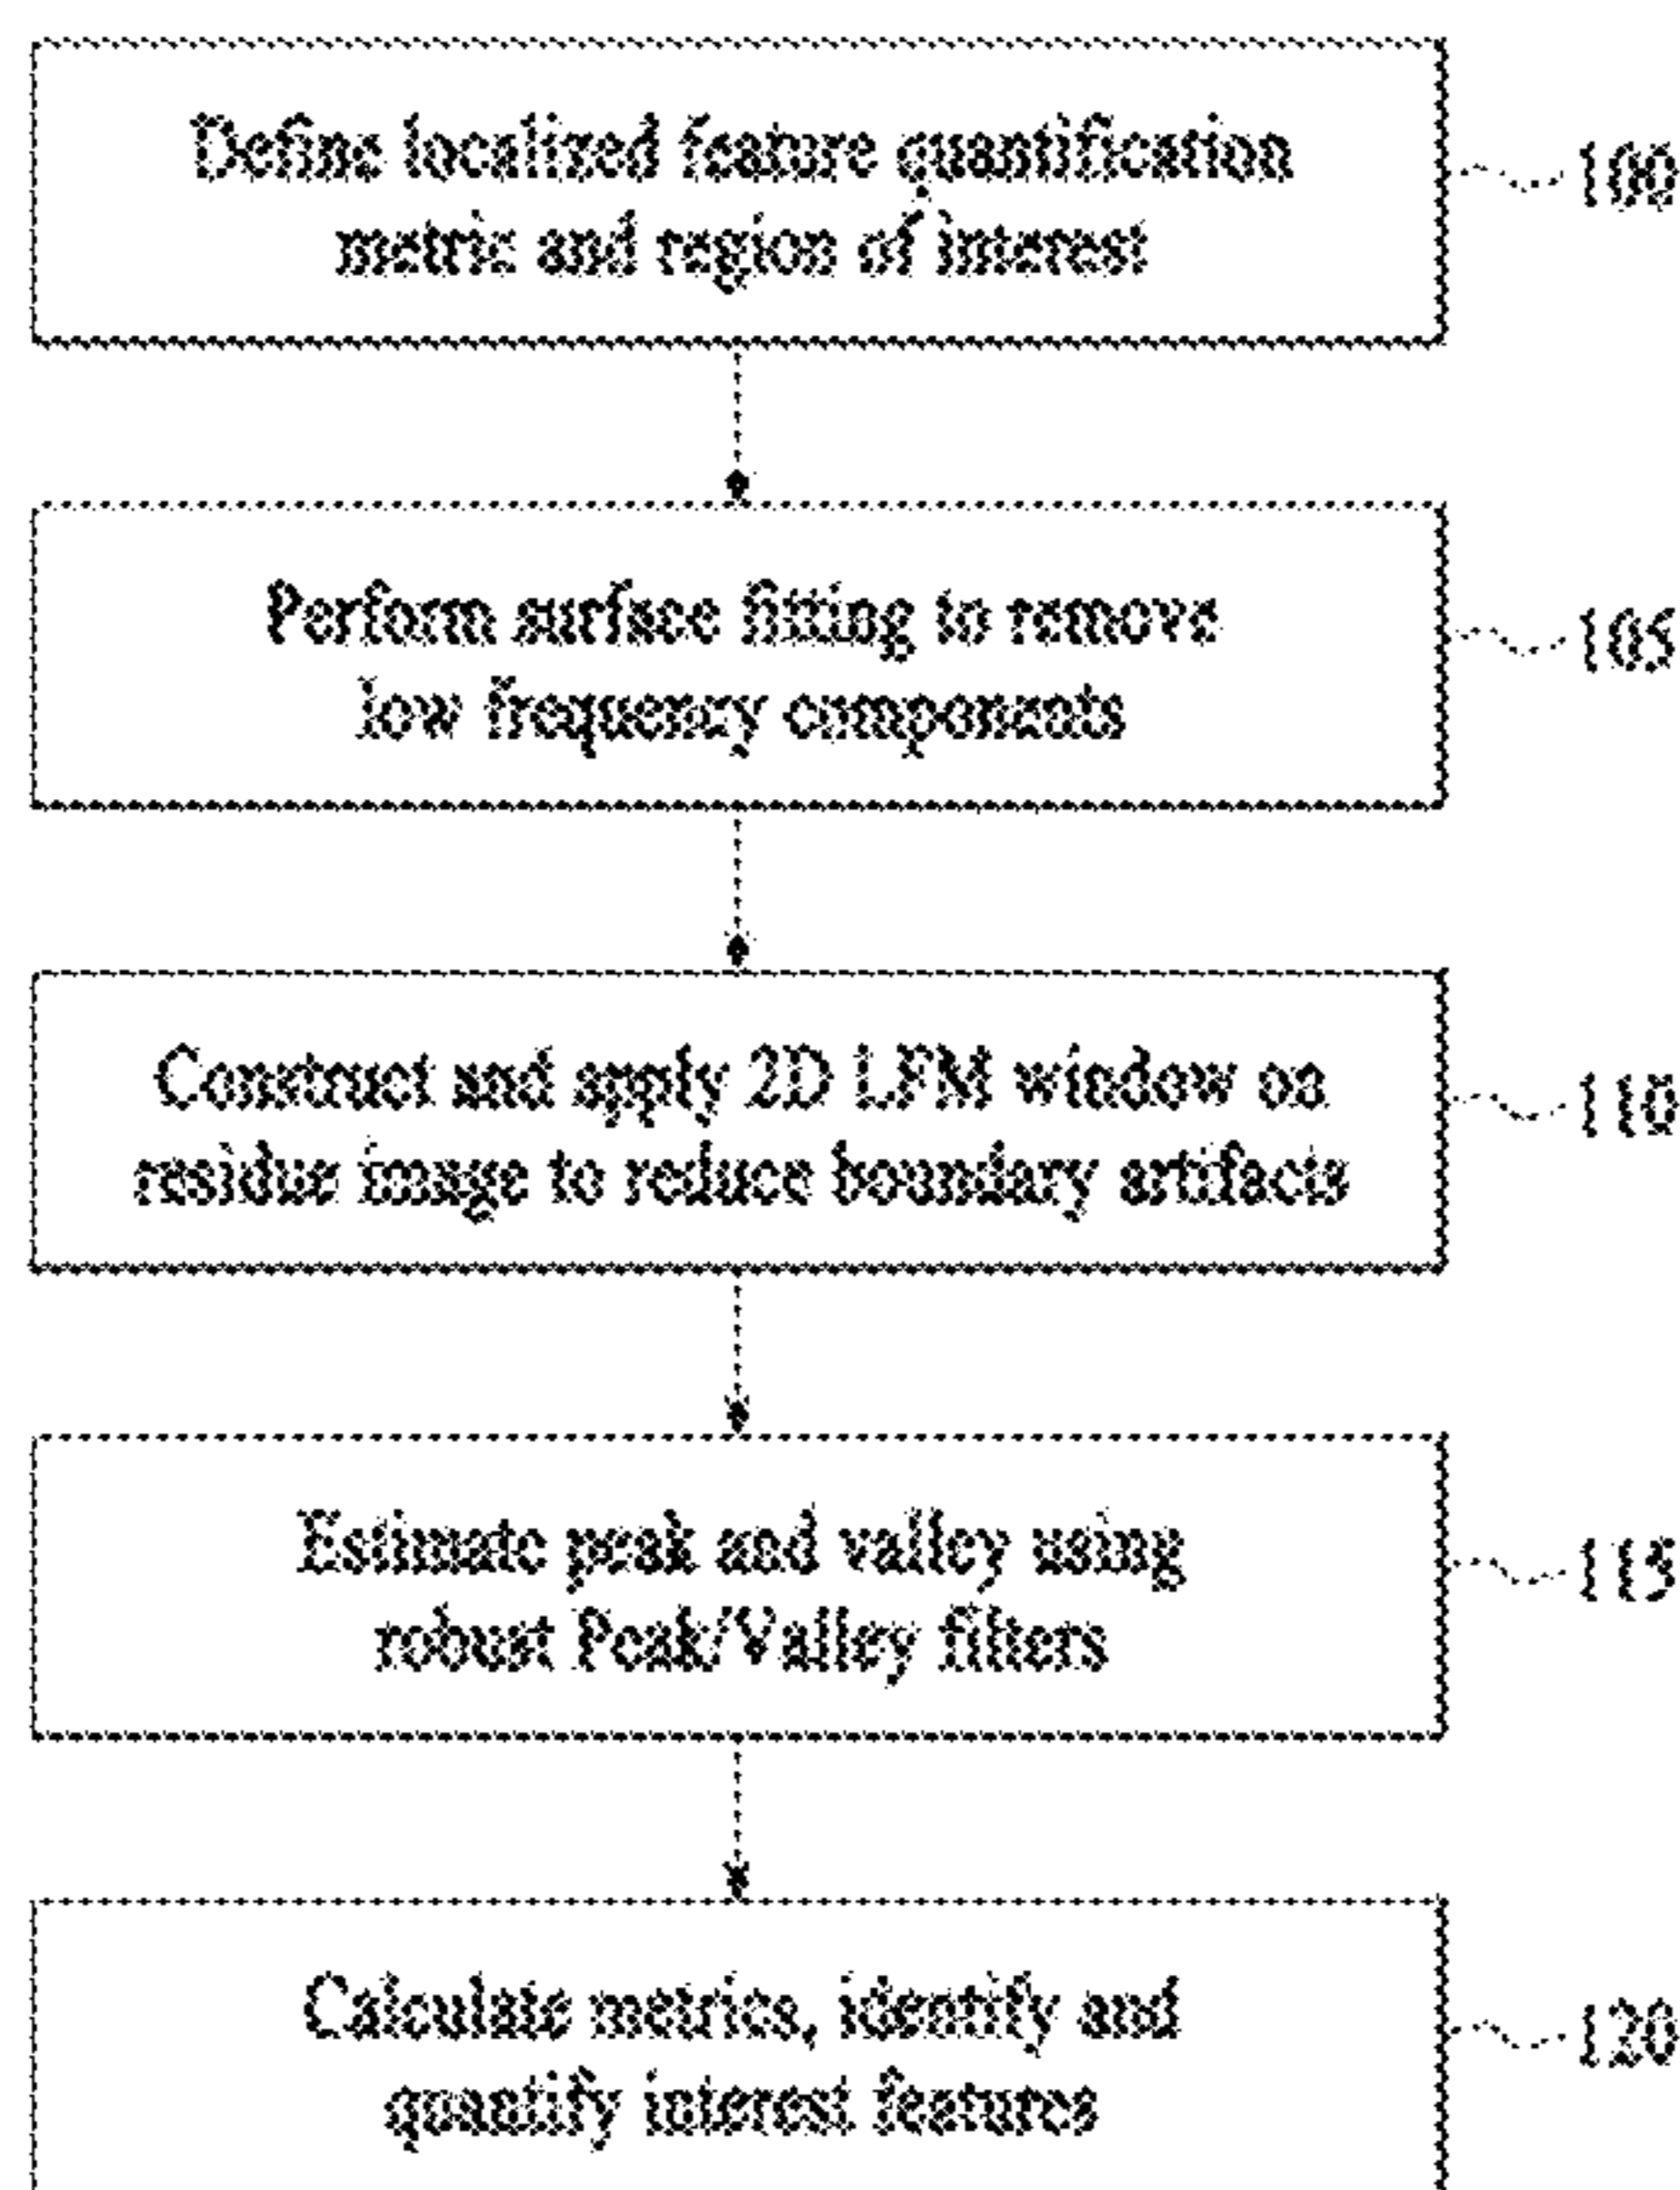 Define localized feature quantification
metric and region of interest
100
Perform surface fitting to remove
low frequency components
105
Construct and apply 2D LFM window on
residue image to reduce boundary artifacts
110
Estimate peak and valley using
robust Peak/Valley filters
115
Calculate metrics, identify and
quantify interest features
120